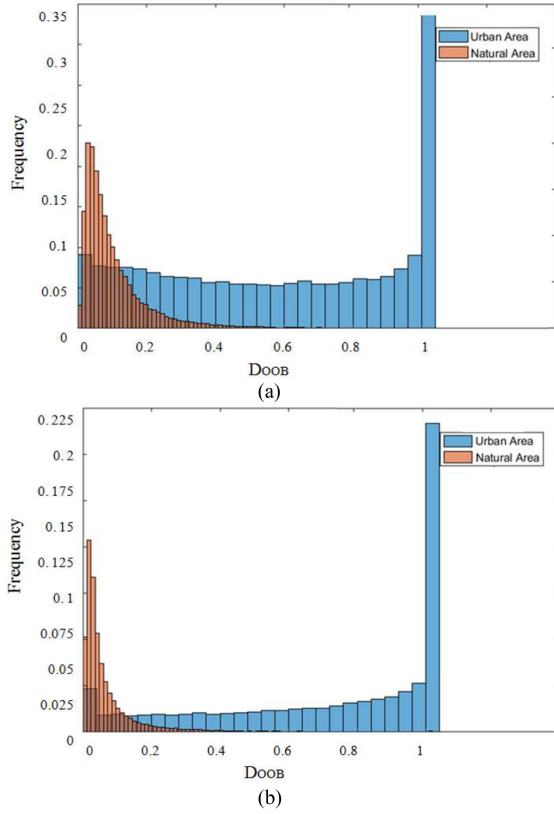 0.35
0.3
0.25
0.2
0.15
0.1
0.05
0
Frequency
Urban Area
Natural Area
0 0.2 0.4 0.6 0.8 1
DOOB
(a)
0.225
0.2
0.175
0.15
0.125
0.1
0.075
0.05
0.025
0
Frequency
Urban Area
Natural Area
0 0.2 0.4 0.6 0.8 1
DOOB
(b)